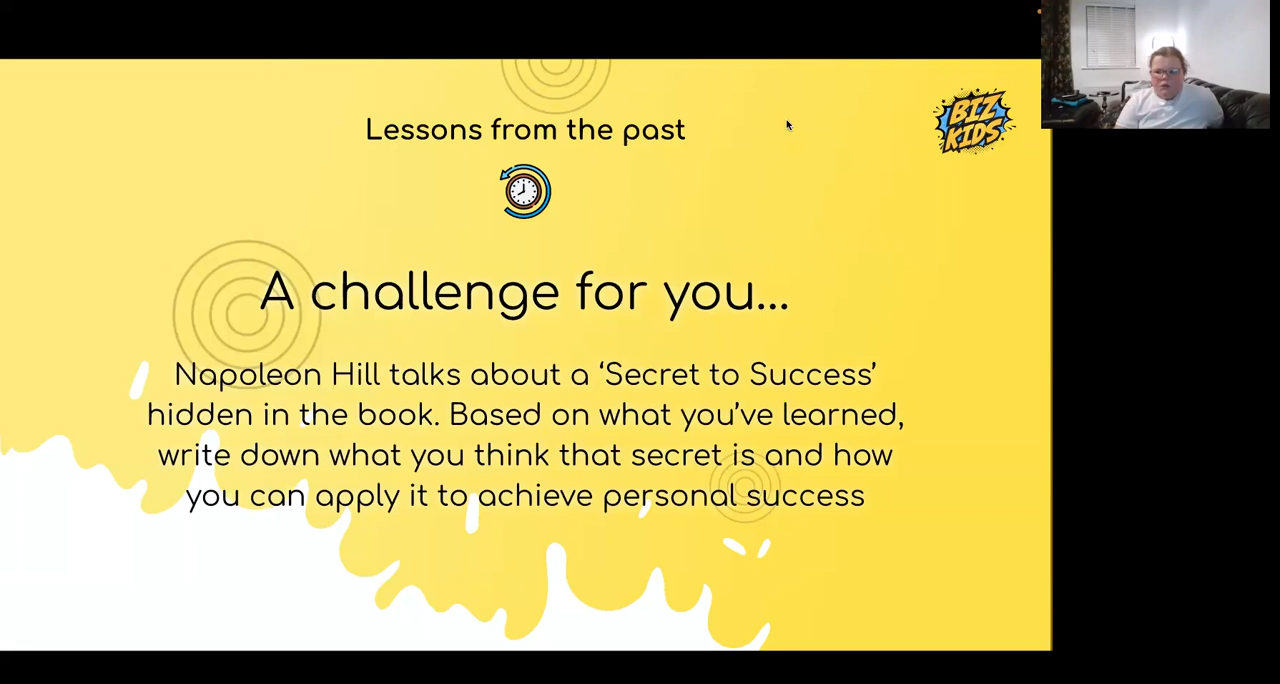 Lessons from the past
BIZ
KIDS
A challenge for you...
Napoleon Hill talks about a ‘Secret to Success’
hidden in the book. Based on what you’ve learned,
write down what you think that secret is and how
you can apply it to achieve personal success